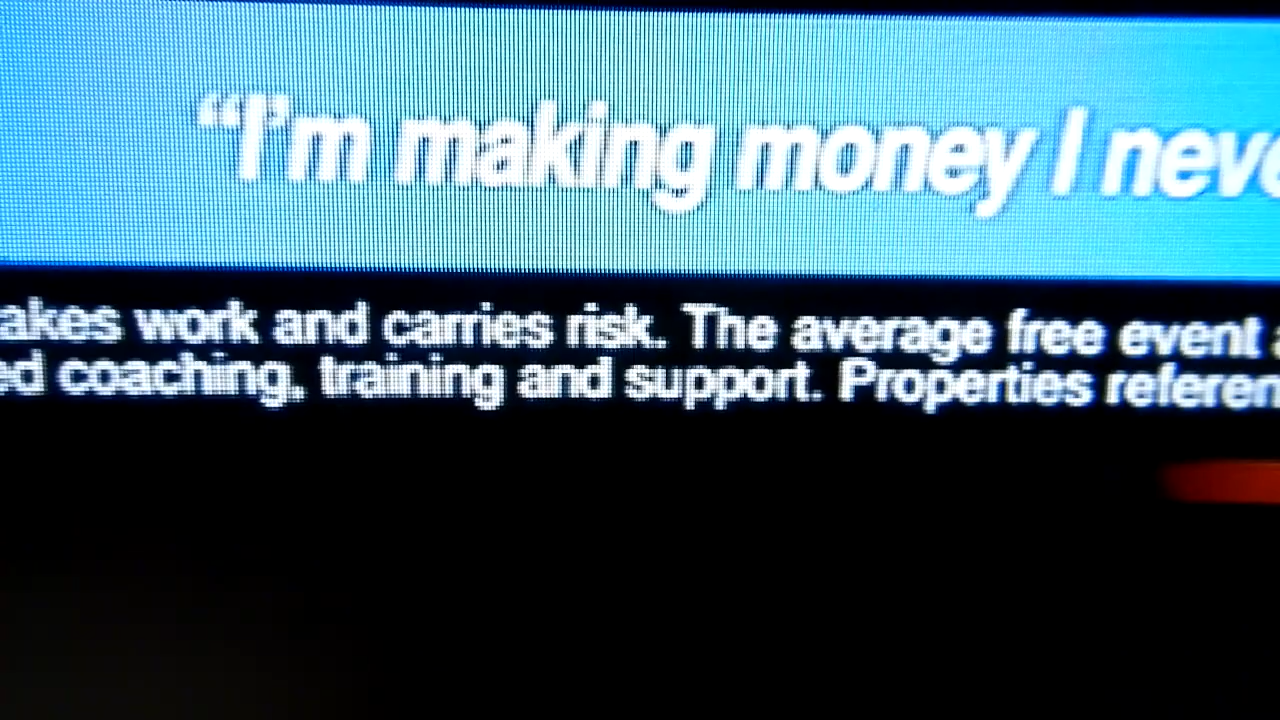 “I’m making money I neve
akes work and carries risk. The average free event
ed coaching, training and support. Properties referen